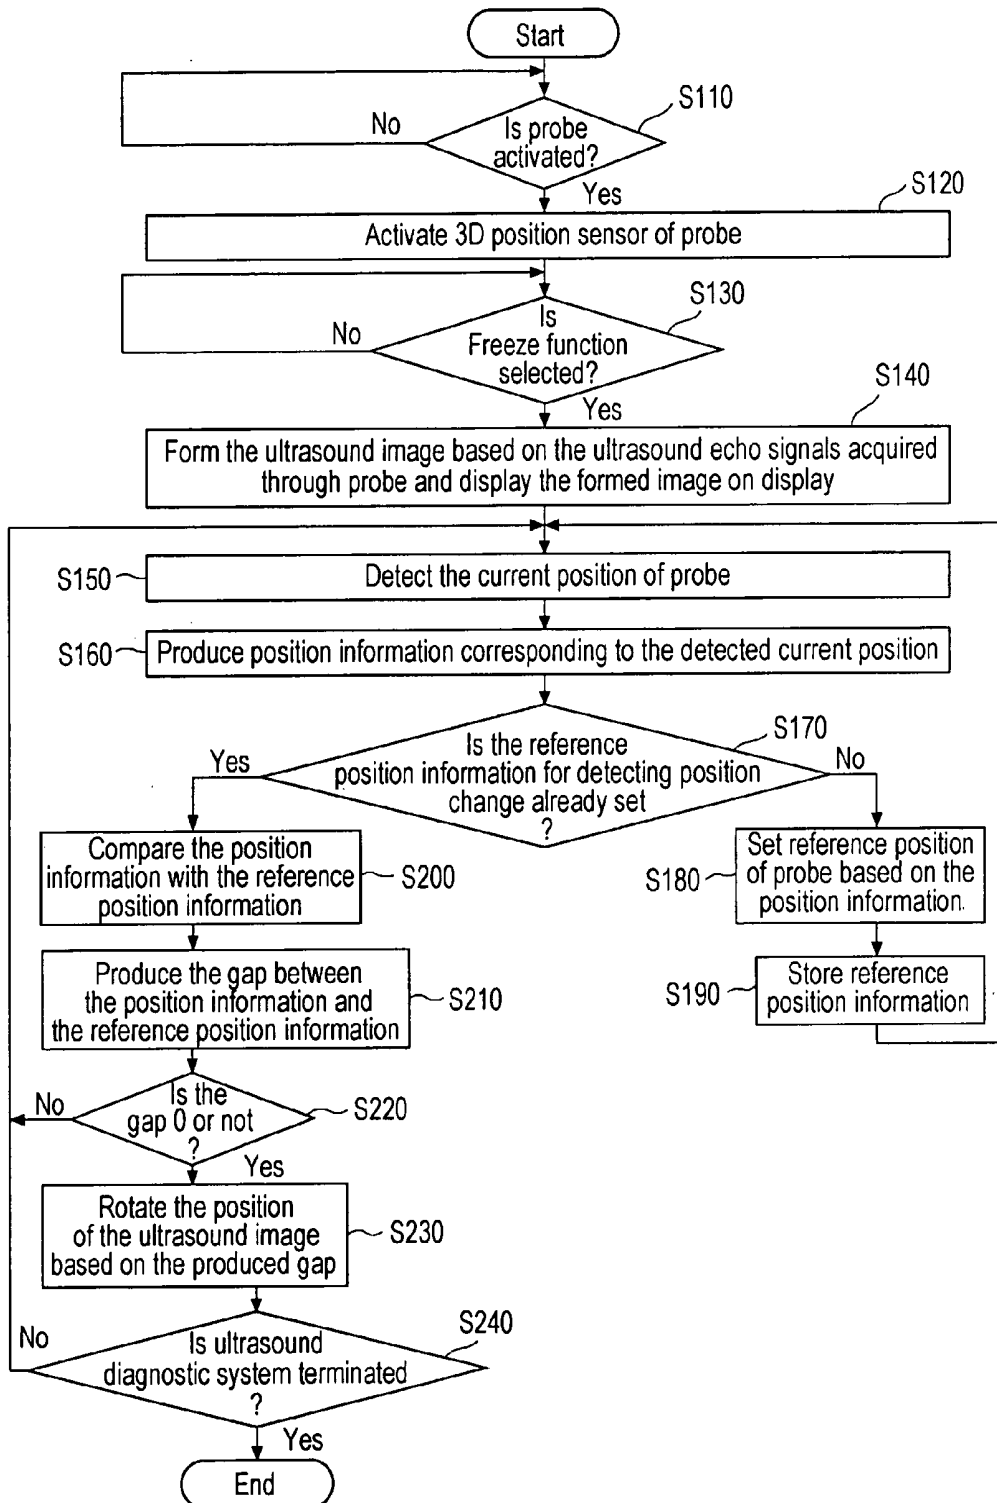 Start
S110
No
Is probe
activated?
Yes
S120
Activate 3D position sensor of probe
S130
Is
No
Freeze function
selected?
Yes
S140
Form the ultrasound image based on the ultrasound echo signals acquired
through probe and display the formed image on display
S150
Detect the current position of probe
S160
Produce position information corresponding to the detected current position
S170
Yes
Is the reference
No
position information for detecting position
change already set
?
Compare the position
information with the reference
position information
S200
Set reference position
of probe based on the
position information.
S180
Produce the gap between
the position information and
the reference position information
S210
Store reference
position information
S190
No
Is the
gap 0 or not
?
S220
Yes
Rotate the position
of the ultrasound image
based on the produced gap
S230
S240
No
Is ultrasound
diagnostic system terminated
?
Yes
End